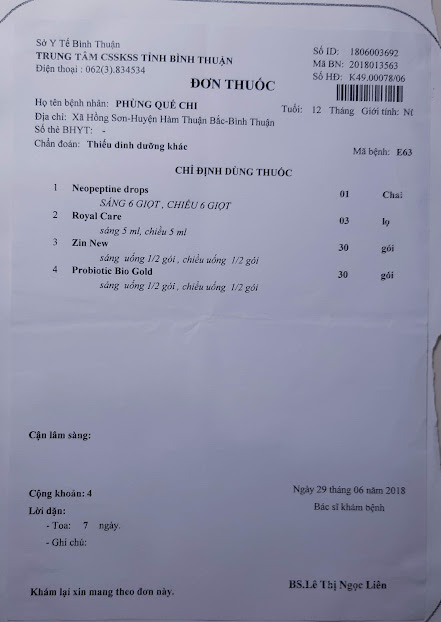 Sở Y Tế Bình Thuận
TRUNG TÂM CSSKSS TỈNH BÌNH THUẬN
Điện thoại : 062(3).834534
Số ID: 1806003692
Mã BN: 2018013563
Số HĐ: K49.00078/06
ĐƠN THUỐC
Họ tên bệnh nhân: PHÙNG QUẾ CHI
Tuổi: 12 Tháng Giới tính: Nữ
Địa chỉ: Xã Hồng Sơn-Huyện Hàm Thuận Bắc-Bình Thuận
Số thẻ BHYT: -
Chẩn đoán: Thiếu dinh dưỡng khác
Mã bệnh: E63
CHỈ ĐỊNH DÙNG THUỐC
1 Neopeptine drops 01 Chai
SÁNG 6 GIỌT , CHIỀU 6 GIỌT
2 Royal Care 03 lọ
sáng 5 ml, chiều 5 ml
3 Zin New 30 gói
sáng uống 1/2 gói , chiều uống 1/2 gói
4 Probiotic Bio Gold 30 gói
sáng uống 1/2 gói , chiều uống 1/2 gói
Cận lâm sàng:
Cộng khoản: 4
Lời dặn:
- Toa: 7 ngày.
- Ghi chú:
Ngày 29 tháng 06 năm 2018
Bác sĩ khám bệnh
Khám lại xin mang theo đơn này.
BS.Lê Thị Ngọc Liên